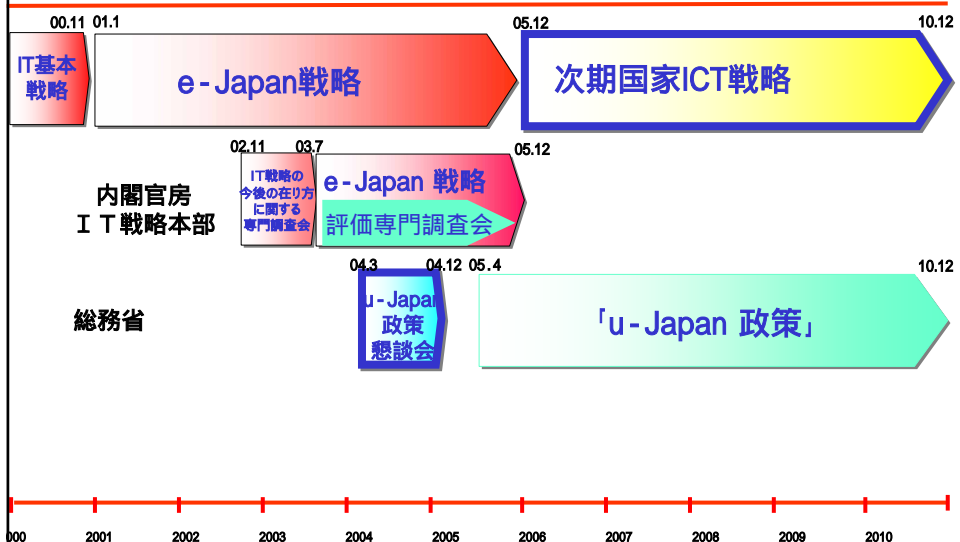 00.11 01.1 05.12 10.12
IT基本
戦略
e-Japan戦略
次期国家ICT戦略
02.11 03.7 05.12
内閣官房
ＩＴ戦略本部
IT戦略の
今後の在り方
に関する
専門調査会
e-Japan 戦略
評価専門調査会
04.3 04.12 05.4 10.12
総務省
u-Japan
政策
懇談会
「u-Japan 政策」
000 2001 2002 2003 2004 2005 2006 2007 2008 2009 2010